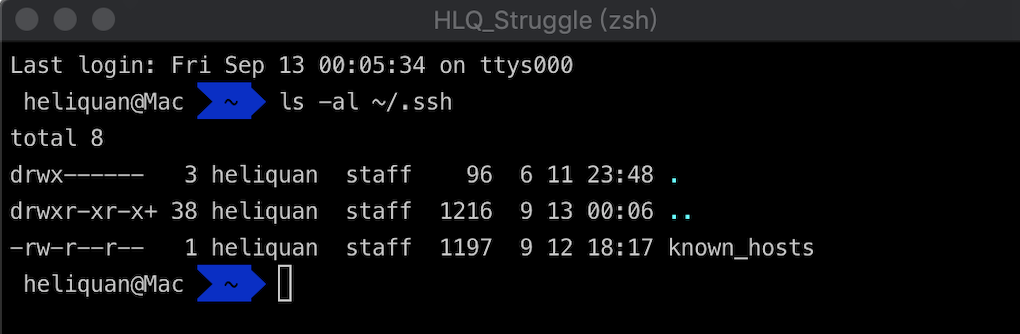 HLQ_Struggle (zsh)
Last login: Fri Sep 13 00:05:34 on ttys000
heliquan@Mac ~ ls -al ~/.ssh
total 8
drwx------ 3 heliquan staff 96 6 11 23:48 .
drwxr-xr-x+ 38 heliquan staff 1216 9 13 00:06 ..
-rw-r--r-- 1 heliquan staff 1197 9 12 18:17 known_hosts
heliquan@Mac ~